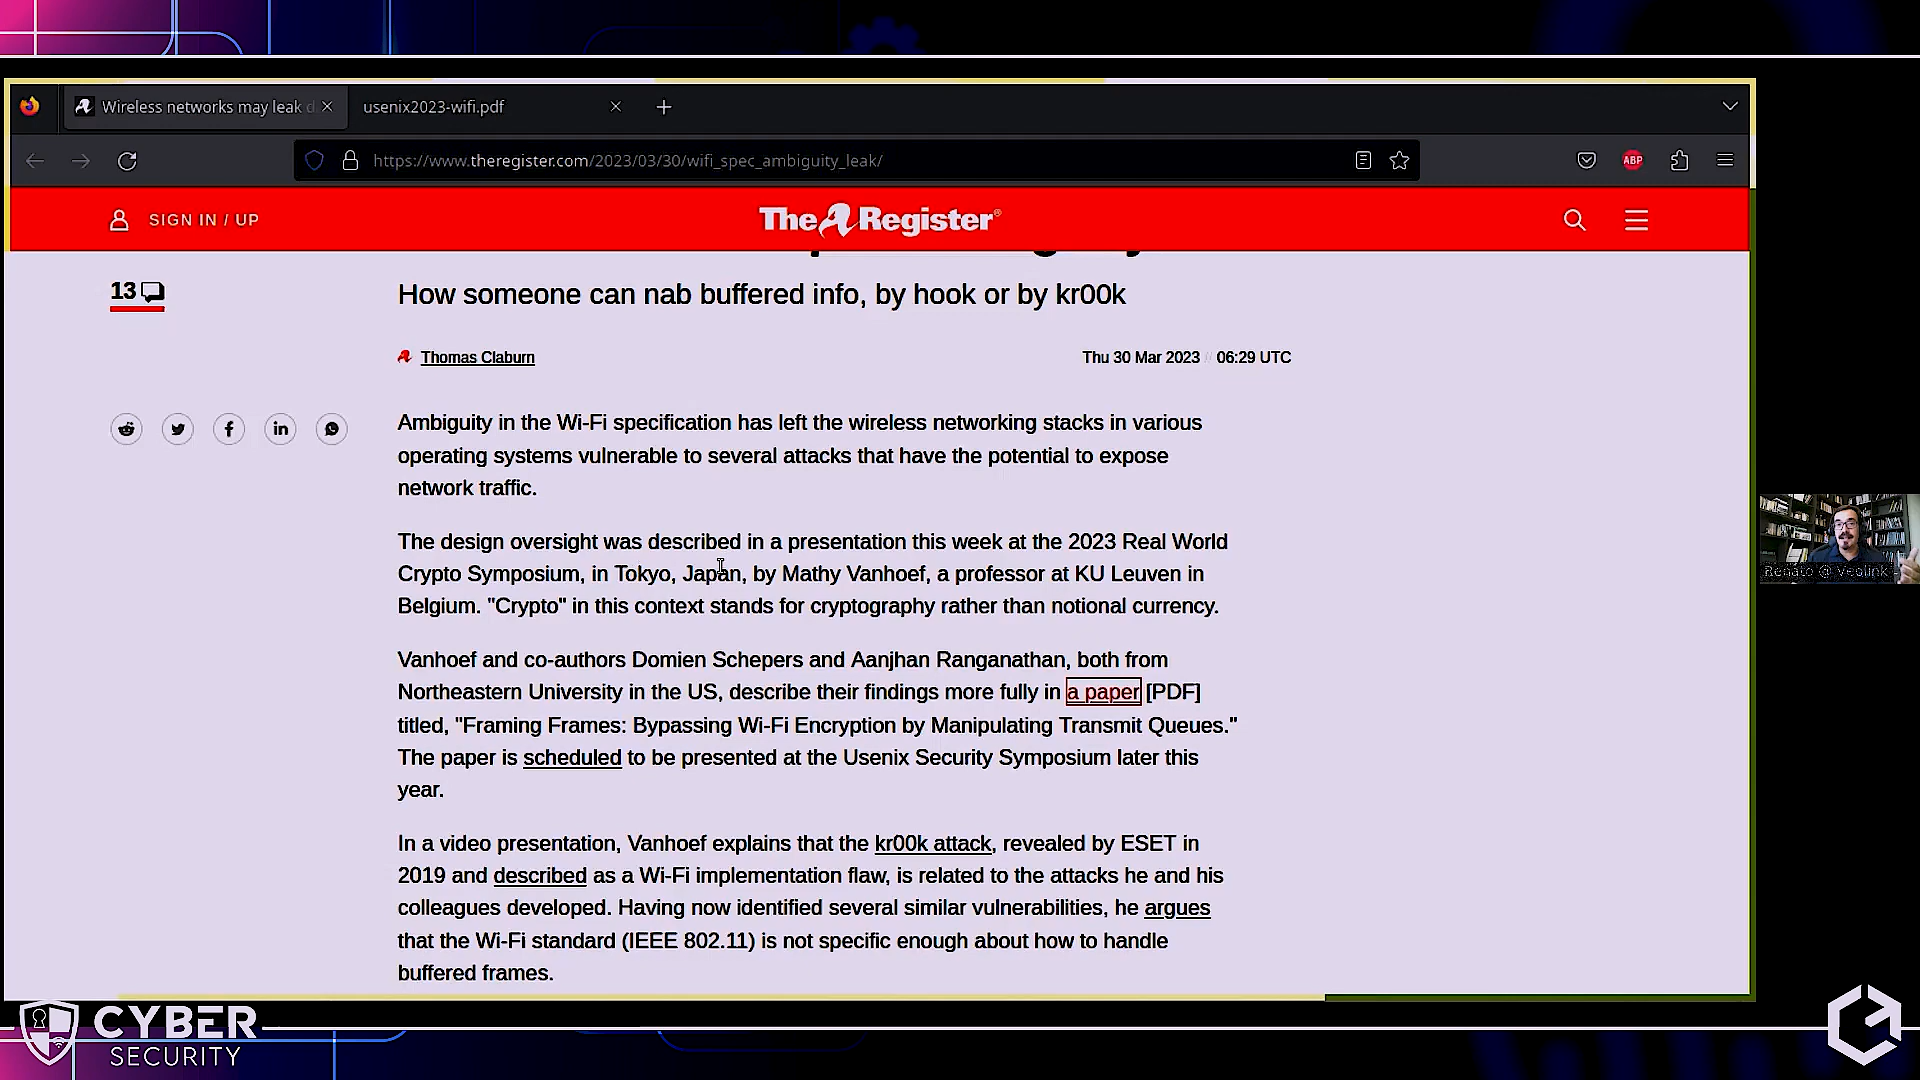 Wireless networks may leak d
usenix2023-wifi.pdf
https://www.theregister.com/2023/03/30/wifi_spec_ambiguity_leak/
ABP
SIGN IN / UP
The Register®
13
How someone can nab buffered info, by hook or by kr00k
Thomas Claburn
Thu 30 Mar 2023 // 06:29 UTC
Ambiguity in the Wi-Fi specification has left the wireless networking stacks in various
operating systems vulnerable to several attacks that have the potential to expose
network traffic.
The design oversight was described in a presentation this week at the 2023 Real World
Crypto Symposium, in Tokyo, Japan, by Mathy Vanhoef, a professor at KU Leuven in
Belgium. "Crypto" in this context stands for cryptography rather than notional currency.
Vanhoef and co-authors Domien Schepers and Aanjhan Ranganathan, both from
Northeastern University in the US, describe their findings more fully in a paper [PDF]
titled, "Framing Frames: Bypassing Wi-Fi Encryption by Manipulating Transmit Queues."
The paper is scheduled to be presented at the Usenix Security Symposium later this
year.
In a video presentation, Vanhoef explains that the kr00k attack, revealed by ESET in
2019 and described as a Wi-Fi implementation flaw, is related to the attacks he and his
colleagues developed. Having now identified several similar vulnerabilities, he argues
that the Wi-Fi standard (IEEE 802.11) is not specific enough about how to handle
buffered frames.
Renato @ Veolink
CYBER
SECURITY